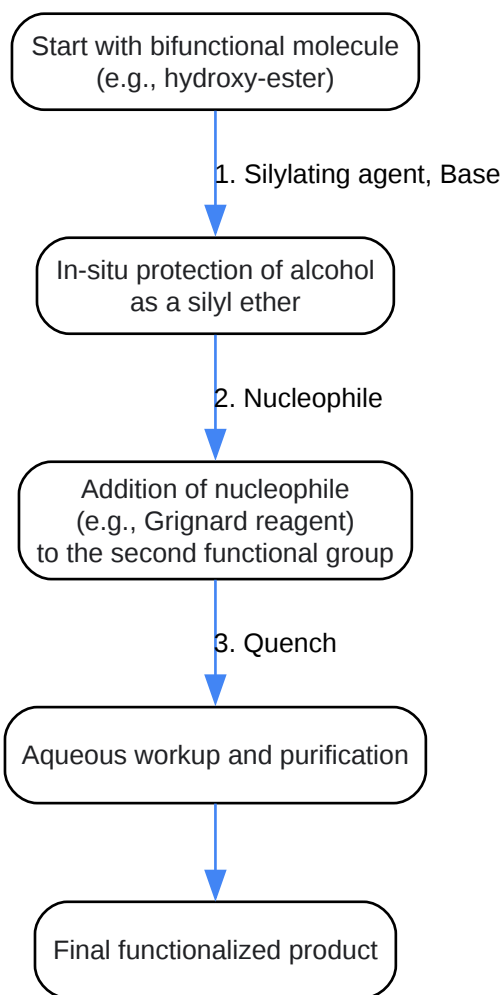 Start with bifunctional molecule
(e.g., hydroxy-ester)
1. Silylating agent, Base
In-situ protection of alcohol
as a silyl ether
2. Nucleophile
Addition of nucleophile
(e.g., Grignard reagent)
to the second functional group
3. Quench
Aqueous workup and purification
Final functionalized product